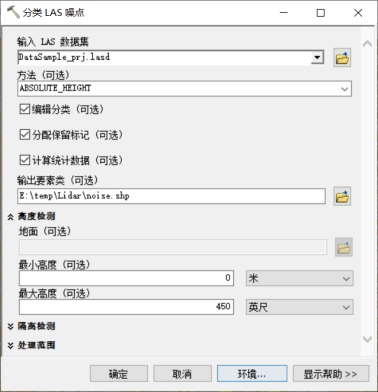 分类 LAS 噪点
输入 LAS 数据集
DataSample_prj.lasd
方法（可选）
ABSOLUTE_HEIGHT
编辑分类（可选）
分配保留标记（可选）
计算统计数据（可选）
输出要素类（可选）
E:\temp\Lidar\noise.shp
高度检测
地面（可选）
最小高度（可选）
0 米
最大高度（可选）
450 英尺
隔离检测
处理范围
确定 取消 环境... 显示帮助 >>